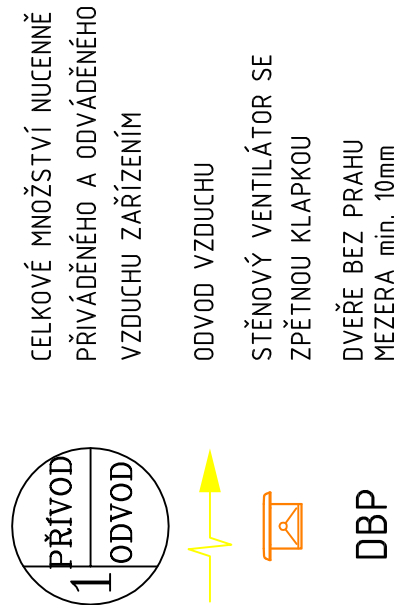 1
PŘÍVOD
ODVOD
CELKOVÉ MNOŽSTVÍ NUCENNĚ
PŘIVÁDĚNÉHO A ODVÁDĚNÉHO
VZDUCHU ZAŘÍZENÍM
ODVOD VZDUCHU
STĚNOVÝ VENTILÁTOR SE
ZPĚTNOU KLAPKOU
DBP
DVEŘE BEZ PRAHU
MEZERA min. 10mm